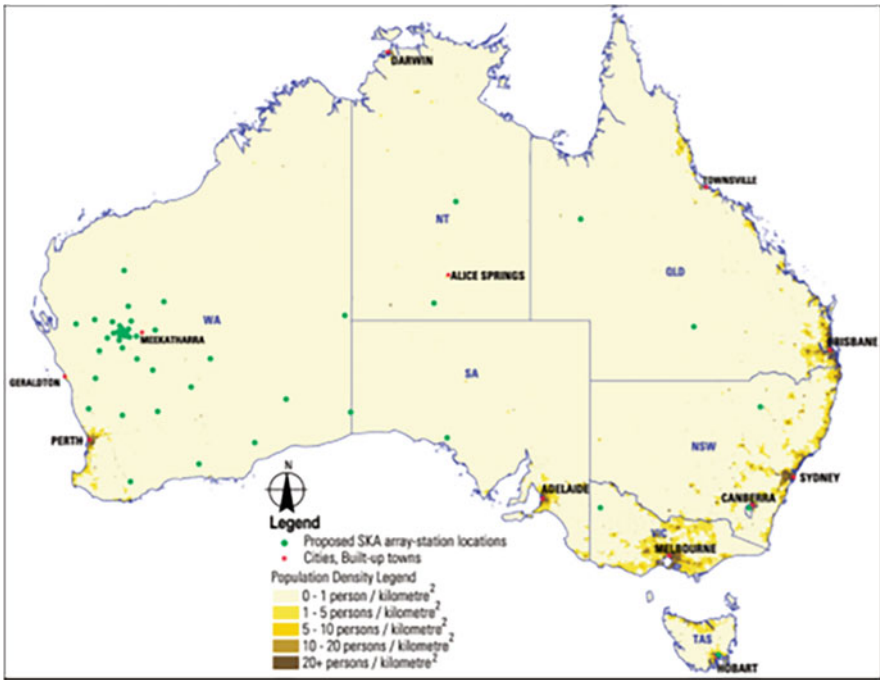 DARWIN
TOWNSVILLE
NT
ALICE SPRINGS
QLD
WA
MEEKATHARRA
BRISBANE
GERALDTON
SA
PERTH
NSW
N
SYDNEY
ADELAIDE
CANBERRA
Legend
VIC
MELBOURNE
Proposed SKA array-station locations
Cities, Built-up towns
Population Density Legend
0 - 1 person / kilometre²
1 - 5 persons / kilometre²
5 - 10 persons / kilometre²
10 - 20 persons / kilometre²
20+ persons / kilometre²
TAS
HOBART